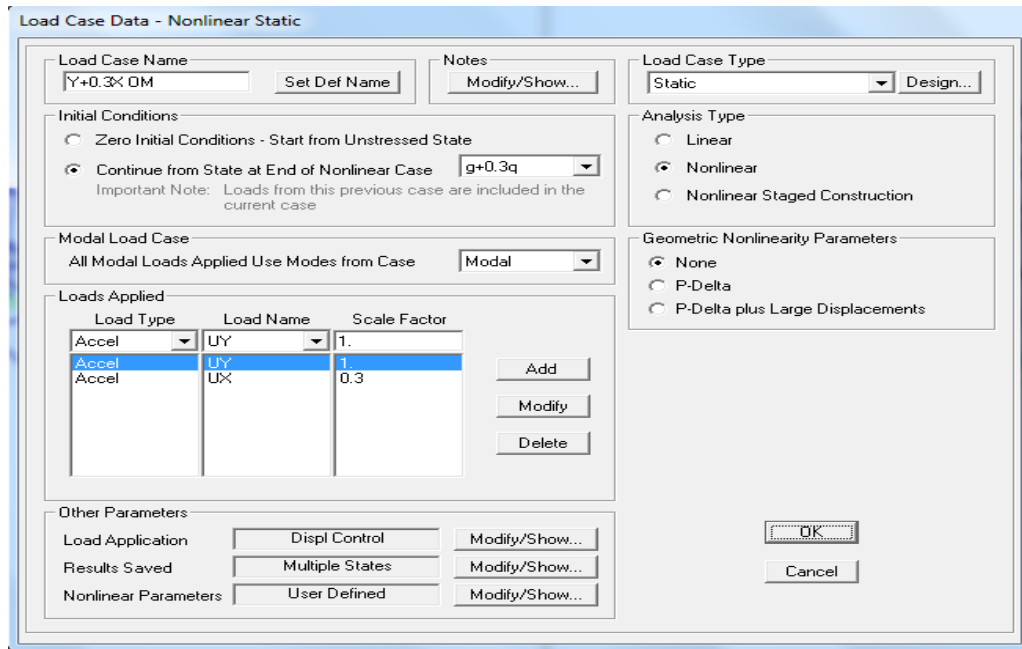 Load Case Data - Nonlinear Static
Load Case Name
Y+0.3X OM
Set Def Name
Notes
Modify/Show...
Load Case Type
Static
Design...
Initial Conditions
Zero Initial Conditions - Start from Unstressed State
Continue from State at End of Nonlinear Case
g+0.3q
Important Note: Loads from this previous case are included in the
current case
Analysis Type
Linear
Nonlinear
Nonlinear Staged Construction
Modal Load Case
All Modal Loads Applied Use Modes from Case
Modal
Geometric Nonlinearity Parameters
None
P-Delta
P-Delta plus Large Displacements
Loads Applied
Load Type Load Name Scale Factor
Accel UY 1.
Accel UY 1.
Accel UX 0.3
Add
Modify
Delete
Other Parameters
Load Application Displ Control Modify/Show...
Results Saved Multiple States Modify/Show...
Nonlinear Parameters User Defined Modify/Show...
OK
Cancel